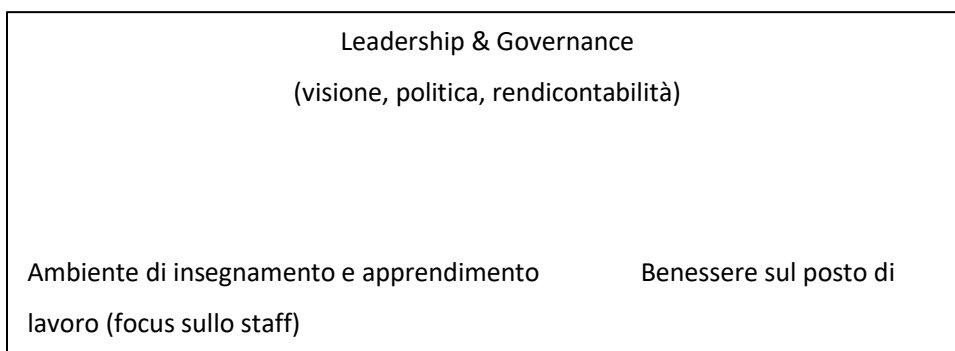 Leadership & Governance
(visione, politica, rendicontabilità)
Ambiente di insegnamento e apprendimento Benessere sul posto di
lavoro (focus sullo staff)